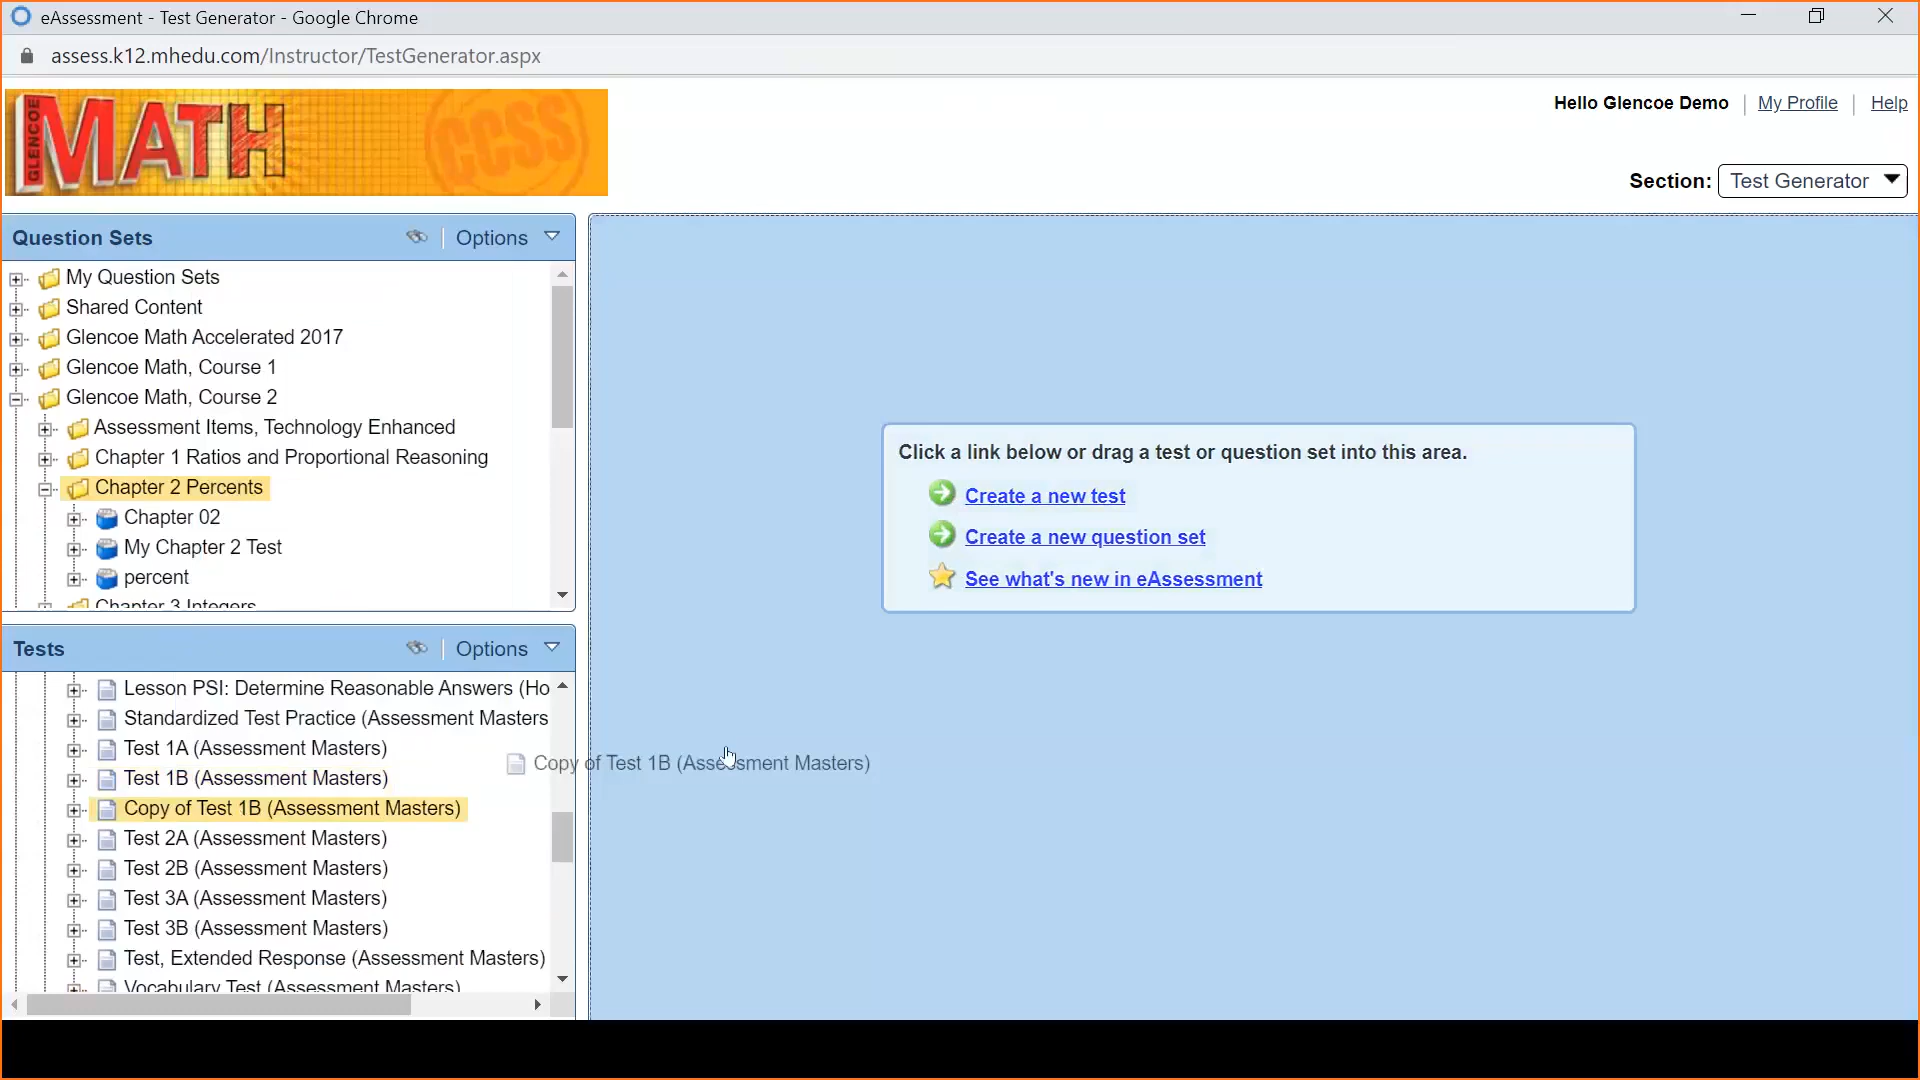 eAssessment - Test Generator - Google Chrome
assess.k12.mhedu.com/Instructor/TestGenerator.aspx
GLENCOE
MATH
CCSS
Hello Glencoe Demo | My Profile | Help
Section: Test Generator
Question Sets
Options
My Question Sets
Shared Content
Glencoe Math Accelerated 2017
Glencoe Math, Course 1
Glencoe Math, Course 2
Assessment Items, Technology Enhanced
Chapter 1 Ratios and Proportional Reasoning
Chapter 2 Percents
Chapter 02
My Chapter 2 Test
percent
Chapter 3 Integers
Click a link below or drag a test or question set into this area.
Create a new test
Create a new question set
See what's new in eAssessment
Tests
Options
Lesson PSI: Determine Reasonable Answers (Ho
Standardized Test Practice (Assessment Masters
Test 1A (Assessment Masters)
Copy of Test 1B (Assessment Masters)
Test 1B (Assessment Masters)
Copy of Test 1B (Assessment Masters)
Test 2A (Assessment Masters)
Test 2B (Assessment Masters)
Test 3A (Assessment Masters)
Test 3B (Assessment Masters)
Test, Extended Response (Assessment Masters)
Vocabulary Test (Assessment Masters)